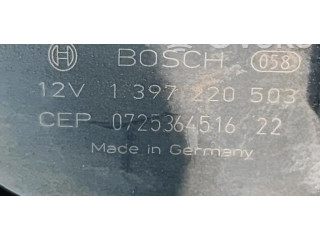 BOSCH 058
12V 1 397 220 503
CEP 0725364516 22
Made in Germany